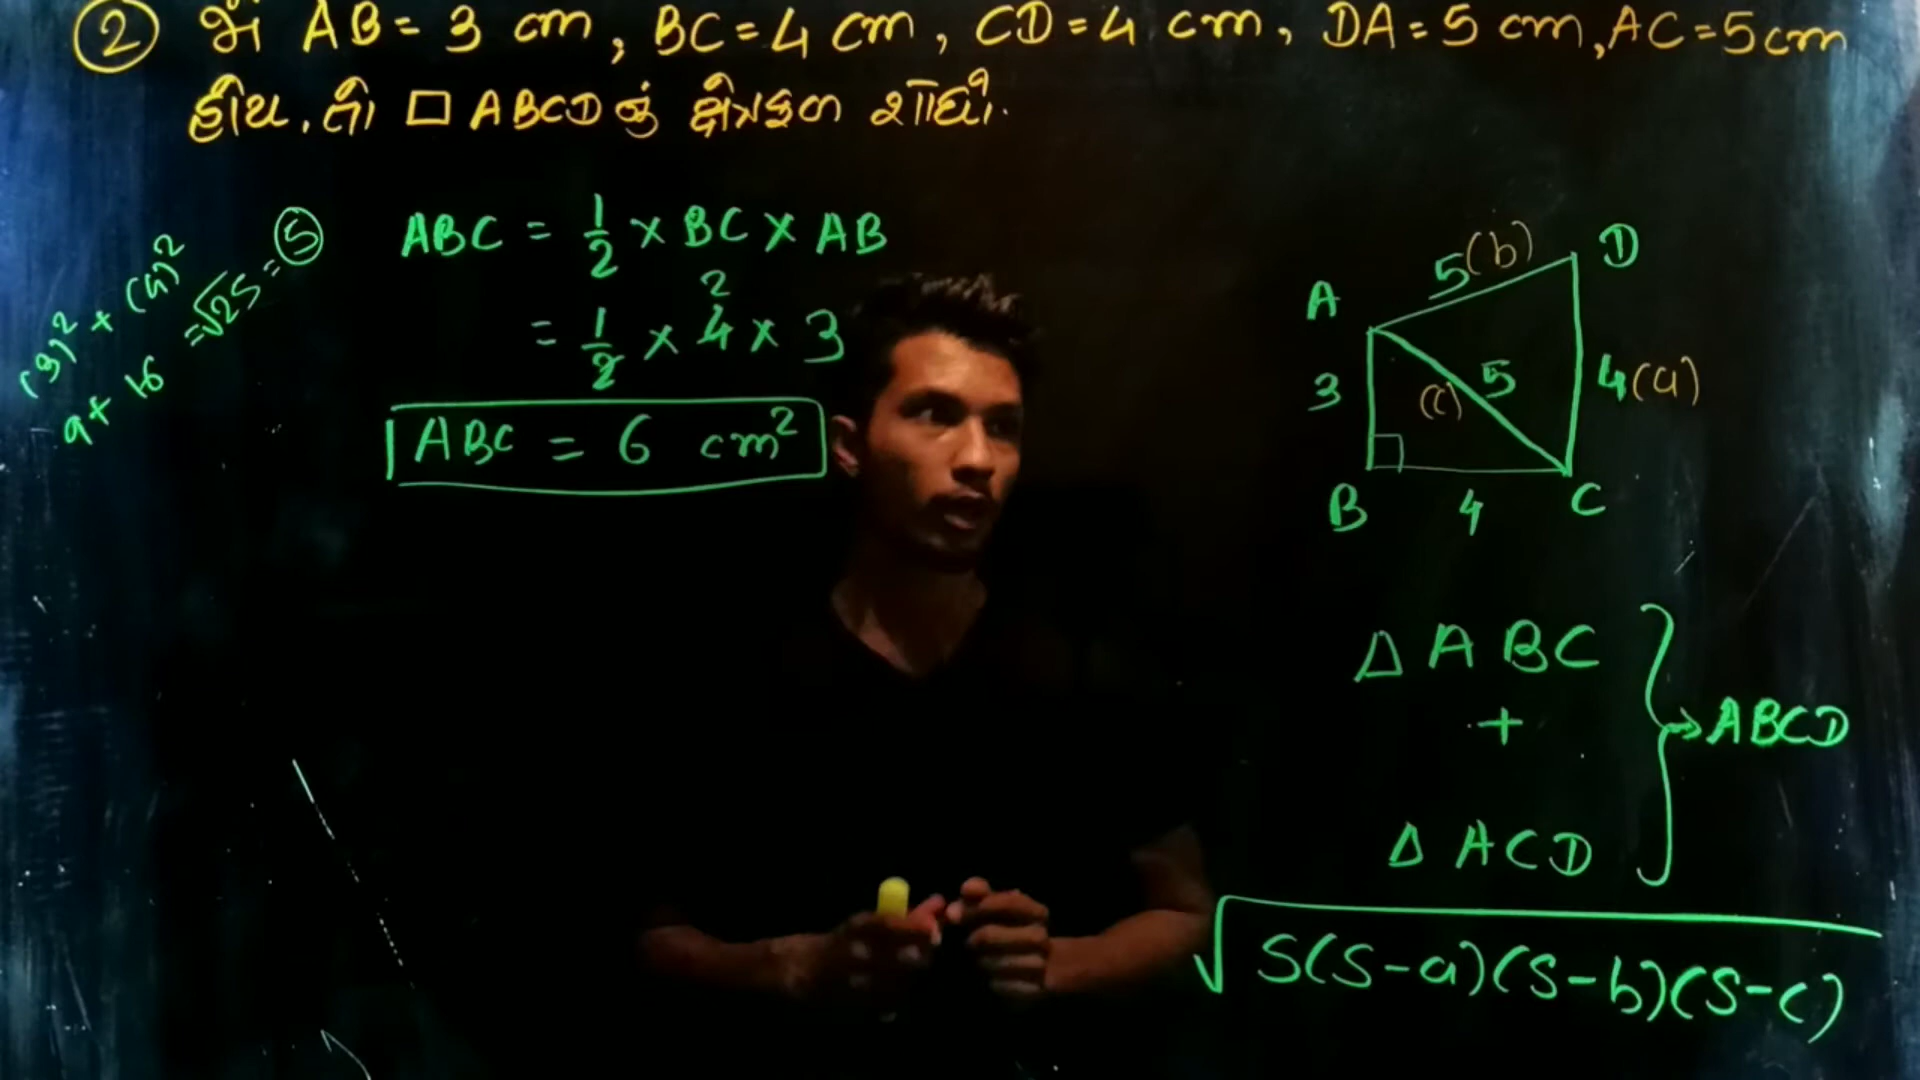 ② જો AB = 3 cm, BC = 4 cm, CD = 4 cm, DA = 5 cm, AC = 5 cm
હોય, તો □ ABCD નું ક્ષેત્રફળ શોધો.
(3)² + (4)²
9 + 16 = √25 = 5
ABC = 1/2 × BC × AB
= 1/2 × 4 × 3
2
ABC = 6 cm²
A
5 (b)
D
3
(c) 5
4 (a)
B
4
C
Δ ABC
+
→ ABCD
Δ ACD
√S(S-a)(S-b)(S-c)